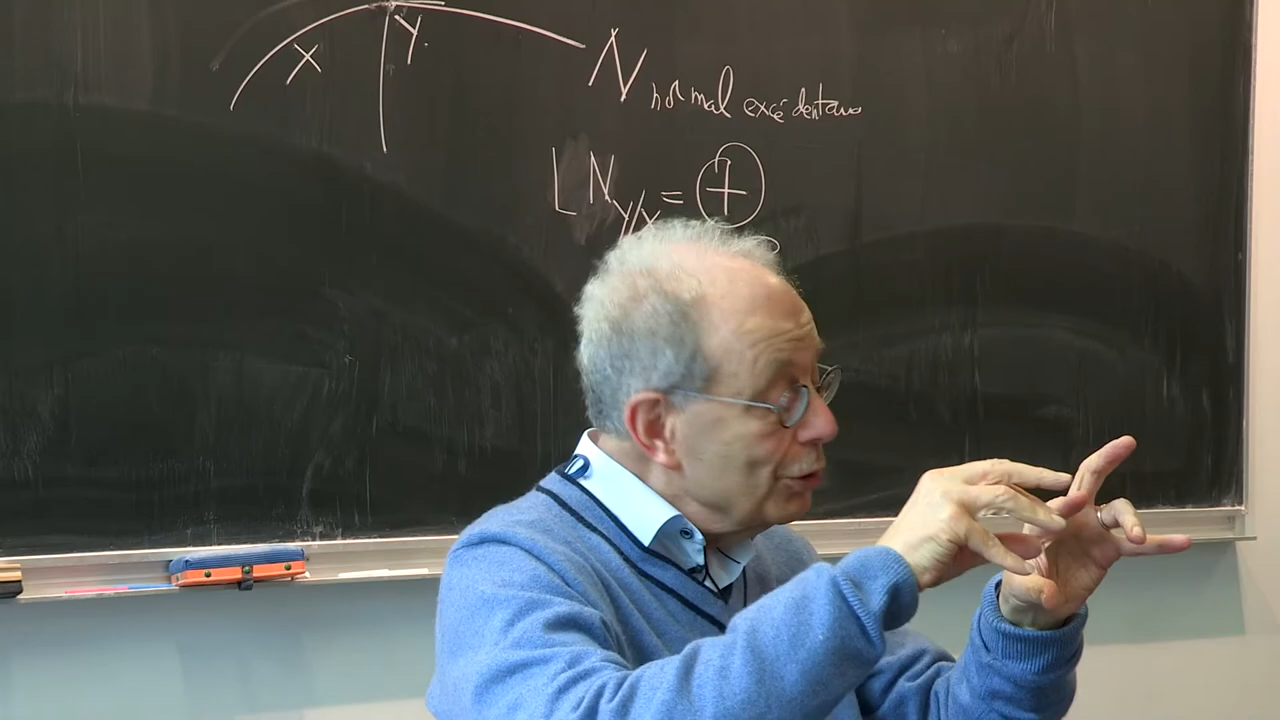 X Y.
N normal excédentaire
LN Y/X = ⊕